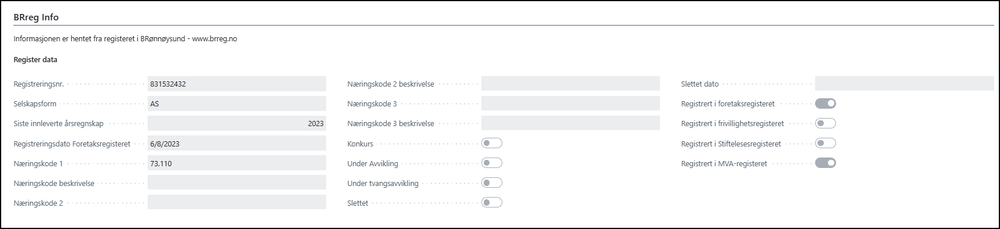 BRreg Info
Informasjonen er hentet fra registeret i BRønnøysund - www.brreg.no
Register data
Registreringsnr. 831532432
Selskapsform AS
Siste innleverte årsregnskap 2023
Registreringsdato Foretaksregisteret 6/8/2023
Næringskode 1 73.110
Næringskode beskrivelse
Næringskode 2
Næringskode 2 beskrivelse
Næringskode 3
Næringskode 3 beskrivelse
Konkurs
Under Avvikling
Under tvangsavvikling
Slettet
Slettet dato
Registrert i foretaksregisteret
Registrert i frivillighetsregisteret
Registrert i Stiftelesesregisteret
Registrert i MVA-registeret